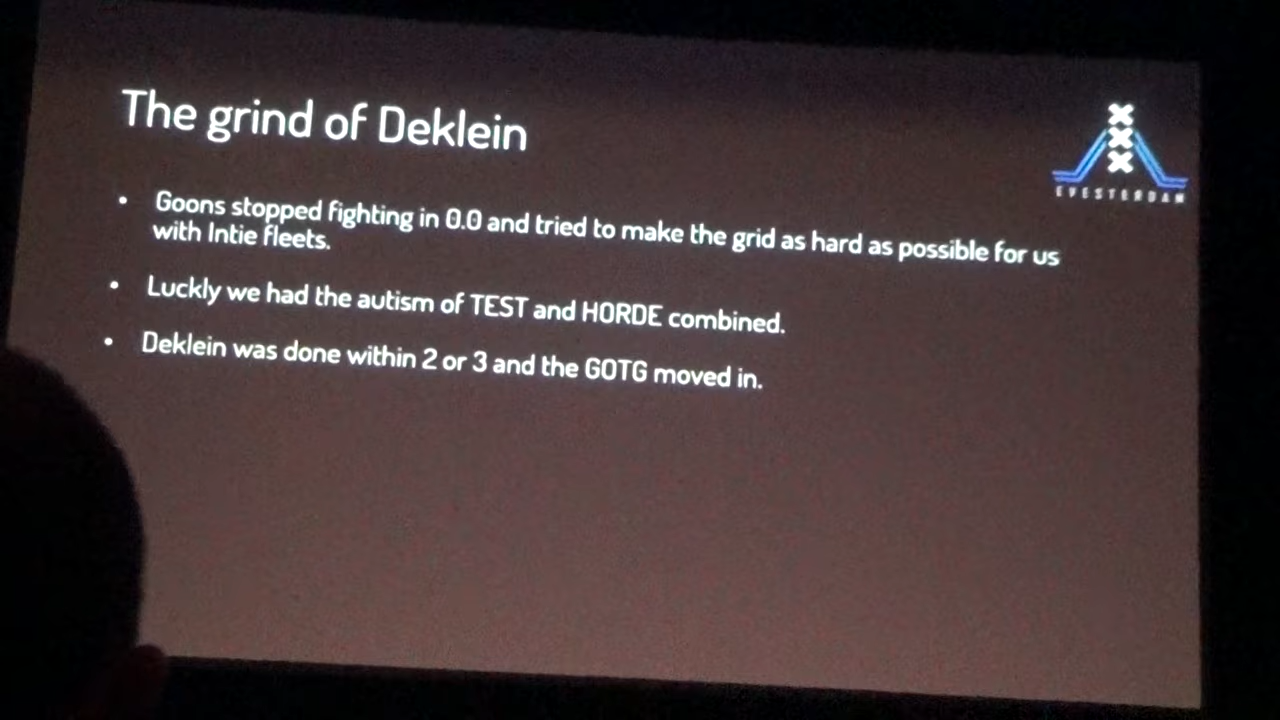 The grind of Deklein
XXX
EVESTERDAM
• Goons stopped fighting in 0.0 and tried to make the grid as hard as possible for us
with Intie fleets.
• Luckly we had the autism of TEST and HORDE combined.
• Deklein was done within 2 or 3 and the GOTG moved in.